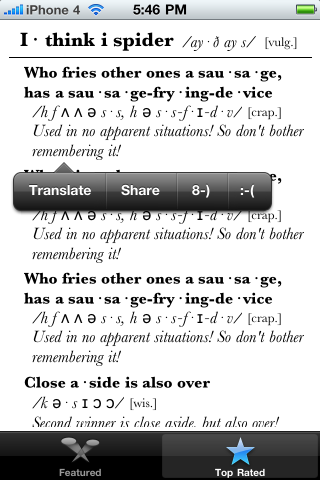 iPhone 4 5:46 PM
I · think i spider /ay · ð ay s/ [vulg.]
Who fries other ones a sau · sa · ge,
has a sau · sa · ge-fry · ing-de · vice
/h f ʌ ʌ ə s · s, h ə s · s-f · ɪ-d · v/ [crap.]
Used in no apparent situations! So don't bother
remembering it!
Translate Share 8-) :-(
[crap.]
Used in no apparent situations! So don't bother
remembering it!
Who fries other ones a sau · sa · ge,
has a sau · sa · ge-fry · ing-de · vice
/h f ʌ ʌ ə s · s, h ə s · s-f · ɪ-d · v/ [crap.]
Used in no apparent situations! So don't bother
remembering it!
Close a · side is also over
/k ə · s ɪ ɔ ɔ/ [wis.]
Second winner is close aside, but also over!
Featured Top Rated